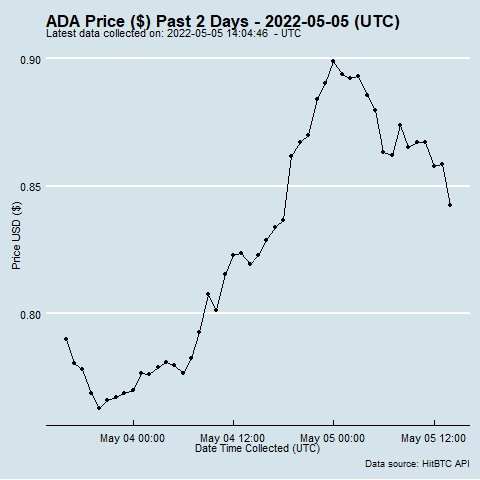 ADA Price ($) Past 2 Days - 2022-05-05 (UTC)
Latest data collected on: 2022-05-05 14:04:46  - UTC
0.90
0.85
0.80
Price USD ($)
May 04 00:00
May 04 12:00
May 05 00:00
May 05 12:00
Date Time Collected (UTC)
Data source: HitBTC API